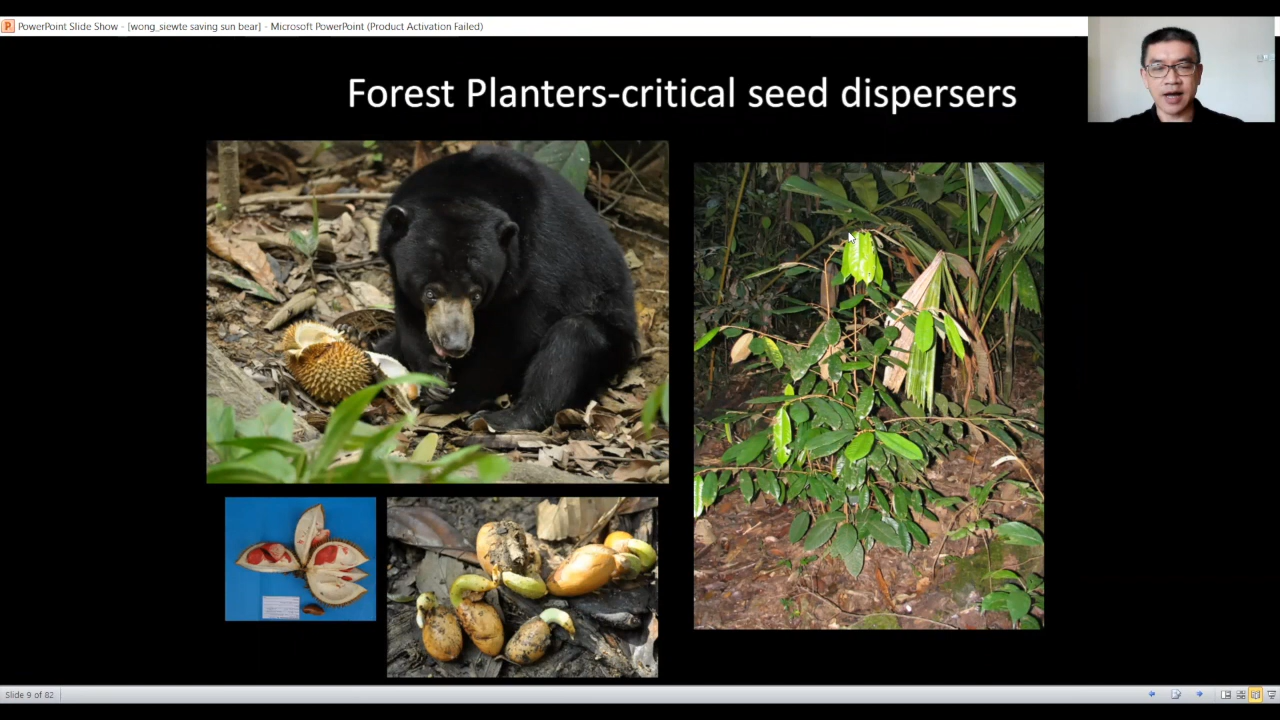 PowerPoint Slide Show - [wong_siewte saving sun bear] - Microsoft PowerPoint (Product Activation Failed)
Forest Planters-critical seed dispersers
Slide 9 of 82